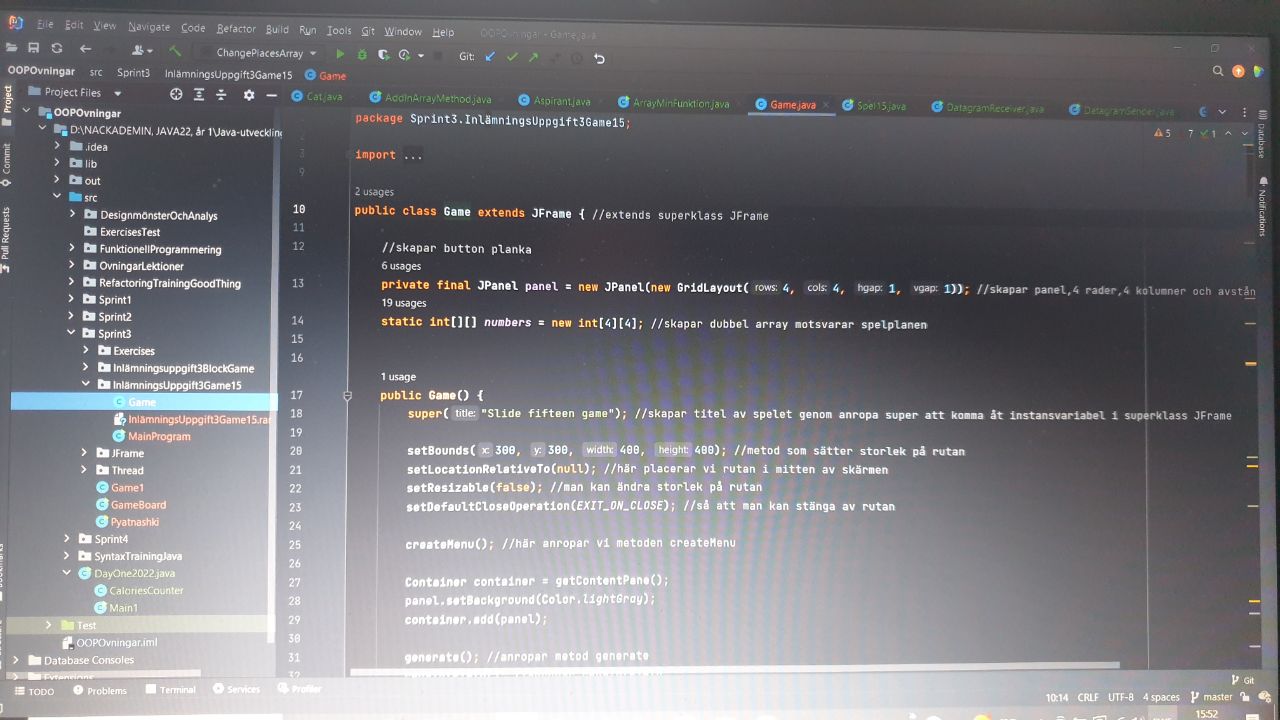 File Edit View Navigate Code Refactor Build Run Tools Git Window Help OOPOvningar - Game.java
ChangePlacesArray Git:
OOPOvningar src Sprint3 InlämningsUppgift3Game15 Game
Project Files Cat.java AddInArrayMethod.java Aspirant.java ArrayMinFunktion.java Game.java Spel15.java DatagramReceiver.java DatagramSender.java
Project
Commit
Pull Requests
OOPOvningar
D:\NACKADEMIN, JAVA22, år 1\Java-utveckling
.idea
lib
out
src
DesignmönsterOchAnalys
ExercisesTest
FunktionellProgrammering
OvningarLektioner
RefactoringTrainingGoodThing
Sprint1
Sprint2
Sprint3
Exercises
Inlämningsuppgift3BlockGame
InlämningsUppgift3Game15
Game
InlämningsUppgift3Game15.rar
MainProgram
JFrame
Thread
Game1
GameBoard
Pyatnashki
Sprint4
SyntaxTrainingJava
DayOne2022.java
CaloriesCounter
Main1
Test
OOPOvningar.iml
Database Consoles
Extensions
package Sprint3.InlämningsUppgift3Game15;
5 7 1
3 import ...
9
2 usages
10 public class Game extends JFrame { //extends superklass JFrame
11
12 //skapar button planka
6 usages
13 private final JPanel panel = new JPanel(new GridLayout( rows: 4, cols: 4, hgap: 1, vgap: 1)); //skapar panel,4 rader,4 kolumner och avstån
19 usages
14 static int[][] numbers = new int[4][4]; //skapar dubbel array motsvarar spelplanen
15
16
1 usage
17 public Game() {
18 super( title: "Slide fifteen game"); //skapar titel av spelet genom anropa super att komma åt instansvariabel i superklass JFrame
19
20 setBounds( x: 300, y: 300, width: 400, height: 400); //metod som sätter storlek på rutan
21 setLocationRelativeTo(null); //här placerar vi rutan i mitten av skärmen
22 setResizable(false); //man kan ändra storlek på rutan
23 setDefaultCloseOperation(EXIT_ON_CLOSE); //så att man kan stänga av rutan
24
25 createMenu(); //här anropar vi metoden createMenu
26
27 Container container = getContentPane();
28 panel.setBackground(Color.lightGray);
29 container.add(panel);
30
31 generate(); //anropar metod generate
32
Database
Notifications
Git
TODO Problems Terminal Services Profiler
10:14 CRLF UTF-8 4 spaces master
15:52